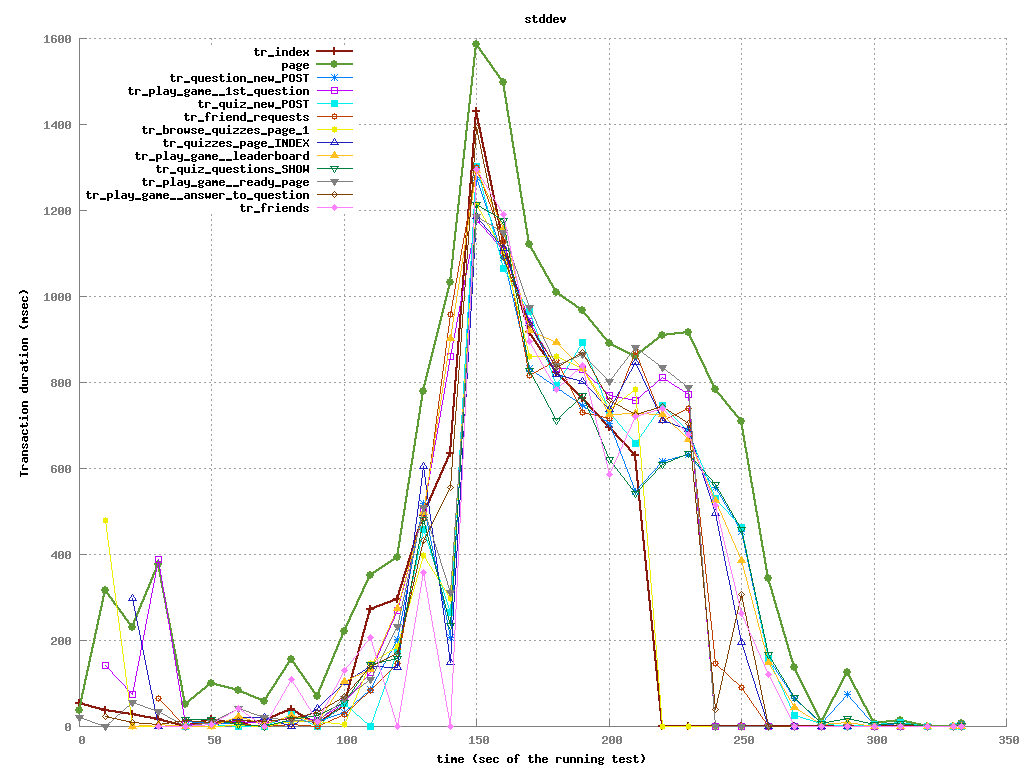 stddev
1600
1400
1200
1000
800
600
400
200
0
tr_index
page
tr_question_new_POST
tr_play_game__1st_question
tr_quiz_new_POST
tr_friend_requests
tr_browse_quizzes_page_1
tr_quizzes_page_INDEX
tr_play_game__leaderboard
tr_quiz_questions_SHOW
tr_play_game__ready_page
tr_play_game__answer_to_question
tr_friends
Transaction duration (msec)
0 50 100 150 200 250 300 350
time (sec of the running test)